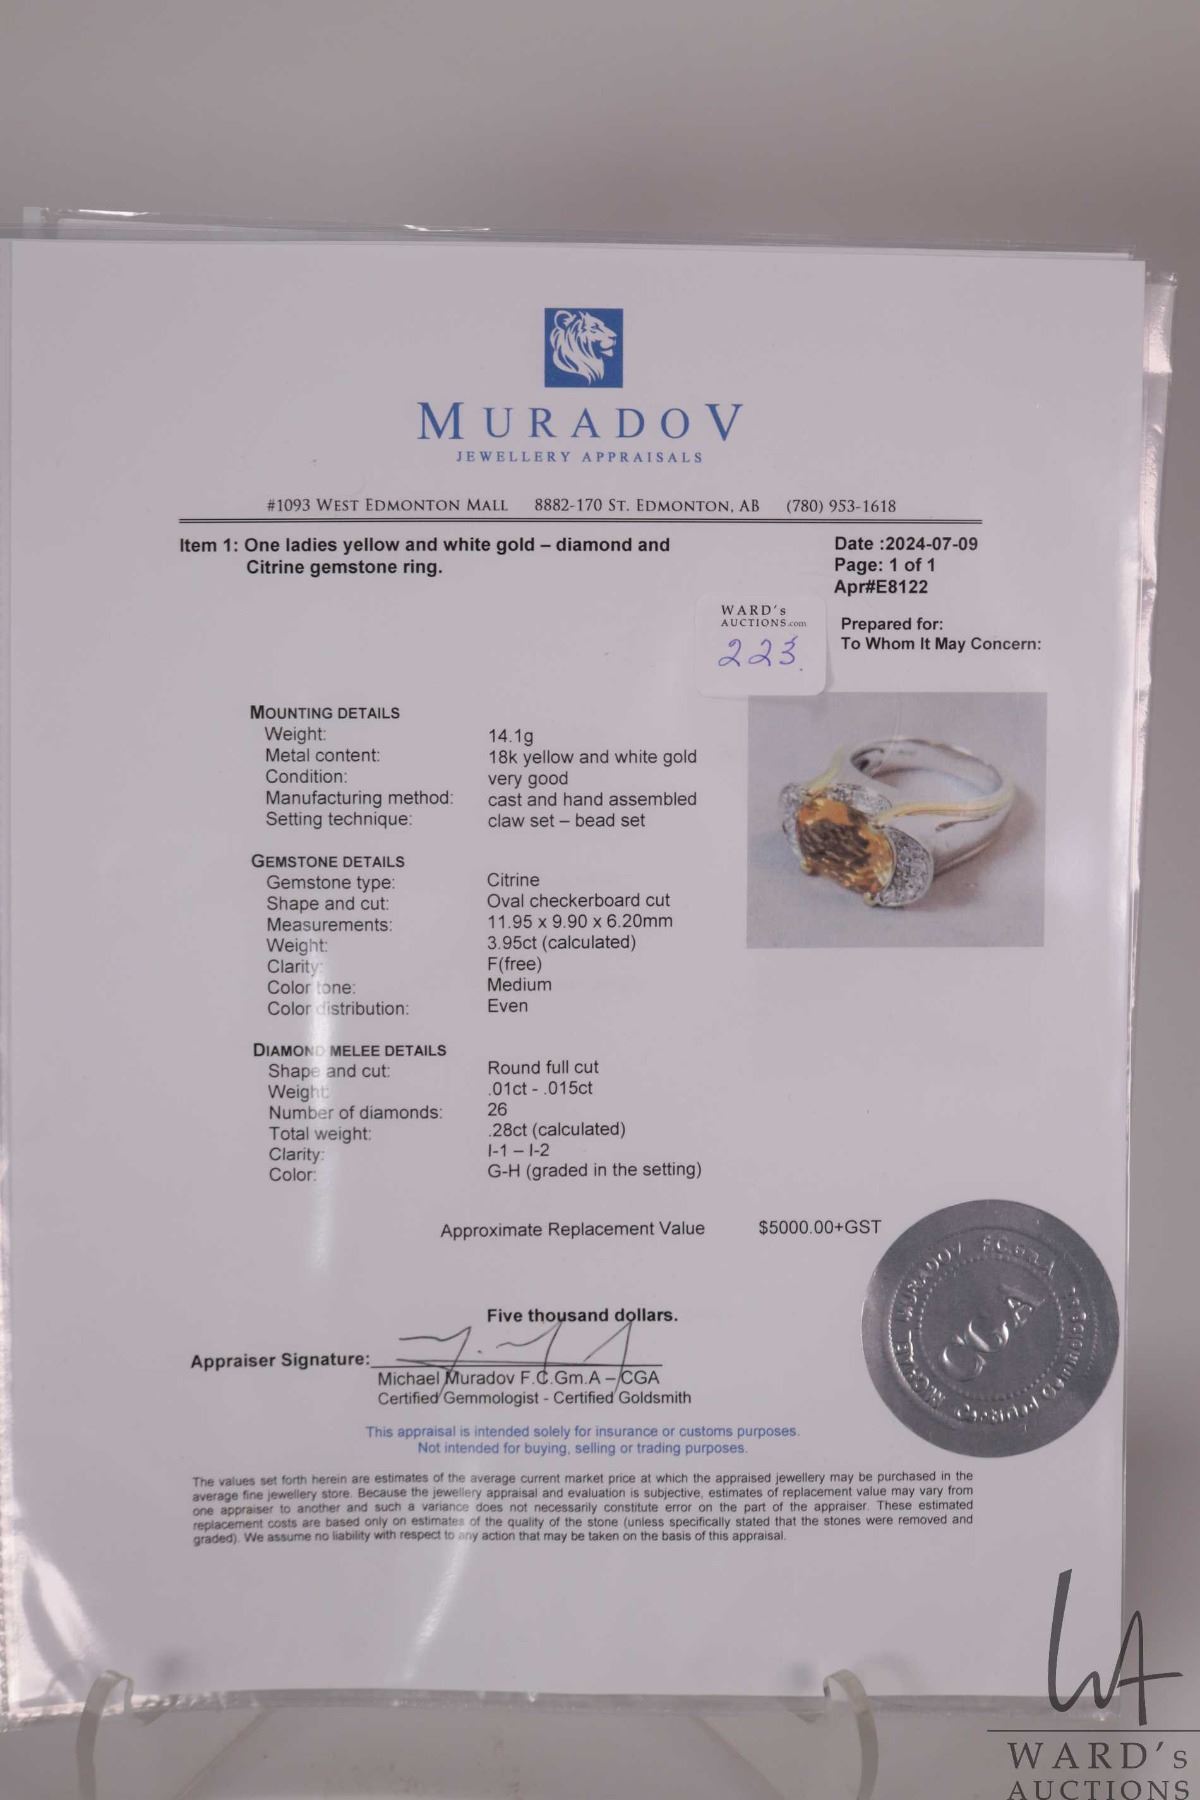 MURADOV
JEWELLERY APPRAISALS
#1093 WEST EDMONTON MALL 8882-170 ST. EDMONTON, AB (780) 953-1618
Item 1: One ladies yellow and white gold – diamond and
Citrine gemstone ring.
Date :2024-07-09
Page: 1 of 1
Apr#E8122
WARD's
AUCTIONS.com
223.
Prepared for:
To Whom It May Concern:
MOUNTING DETAILS
Weight: 14.1g
Metal content: 18k yellow and white gold
Condition: very good
Manufacturing method: cast and hand assembled
Setting technique: claw set – bead set
GEMSTONE DETAILS
Gemstone type: Citrine
Shape and cut: Oval checkerboard cut
Measurements: 11.95 x 9.90 x 6.20mm
Weight: 3.95ct (calculated)
Clarity: F(free)
Color tone: Medium
Color distribution: Even
DIAMOND MELEE DETAILS
Shape and cut: Round full cut
Weight: .01ct - .015ct
Number of diamonds: 26
Total weight: .28ct (calculated)
Clarity: I-1 – I-2
Color: G-H (graded in the setting)
Approximate Replacement Value $5000.00+GST
Five thousand dollars.
Appraiser Signature:
Michael Muradov F.C.Gm.A – CGA
Certified Gemmologist - Certified Goldsmith
This appraisal is intended solely for insurance or customs purposes.
Not intended for buying, selling or trading purposes.
The values set forth herein are estimates of the average current market price at which the appraised jewellery may be purchased in the
average fine jewellery store. Because the jewellery appraisal and evaluation is subjective, estimates of replacement value may vary from
one appraiser to another and such a variance does not necessarily constitute error on the part of the appraiser. These estimated
replacement costs are based only on estimates of the quality of the stone (unless specifically stated that the stones were removed and
graded). We assume no liability with respect to any action that may be taken on the basis of this appraisal.
MICHAEL MURADOV F.C.Gm.A
CGA
Certified Gemmologist
WA
WARD's
AUCTIONS